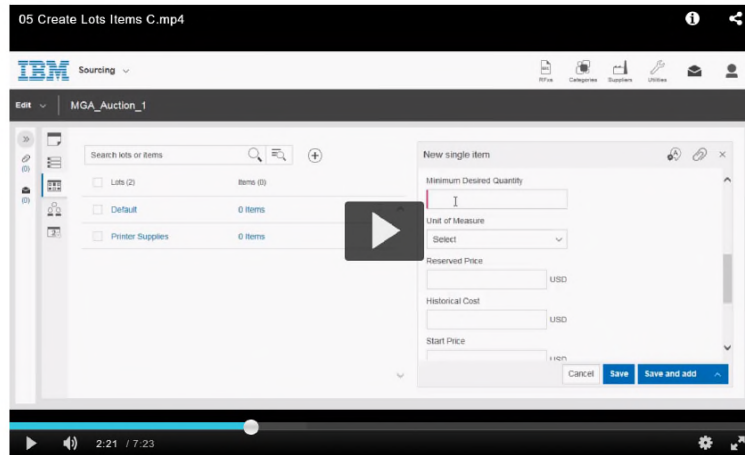 05 Create Lots Items C.mp4
IBM Sourcing
RFxs Categories Suppliers Utilities
Edit MGA_Auction_1
Search lots or items
Lots (2) Items (0)
Default 0 Items
Printer Supplies 0 Items
New single item
Minimum Desired Quantity
Unit of Measure
Select
Reserved Price
USD
Historical Cost
USD
Start Price
USD
Cancel Save Save and add
(0)
(0)
2:21 / 7:23